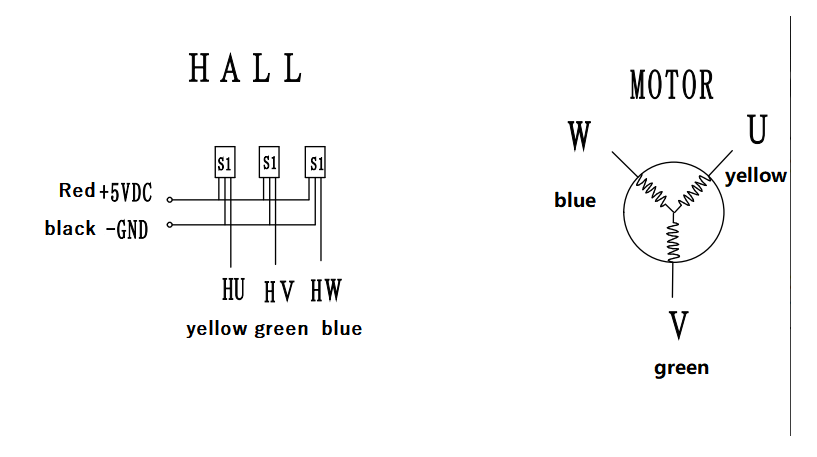 HALL
S1 S1 S1
Red +5VDC
black -GND
HU HV HW
yellow green blue
MOTOR
W U
blue yellow
V
green